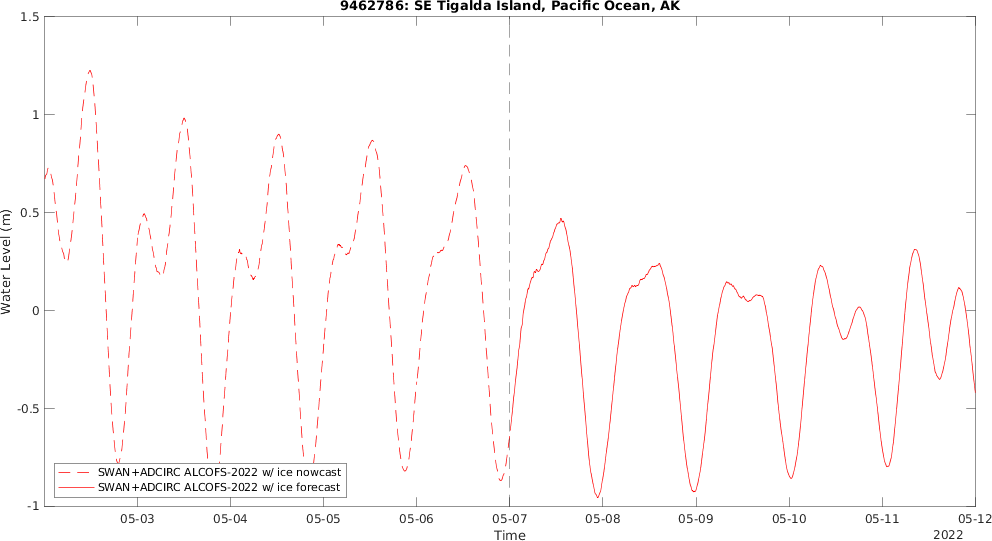 9462786: SE Tigalda Island, Pacific Ocean, AK
1.5
1
0.5
0
-0.5
-1
Water Level (m)
SWAN+ADCIRC ALCOFS-2022 w/ ice nowcast
SWAN+ADCIRC ALCOFS-2022 w/ ice forecast
05-03 05-04 05-05 05-06 05-07 05-08 05-09 05-10 05-11 05-12
Time
2022